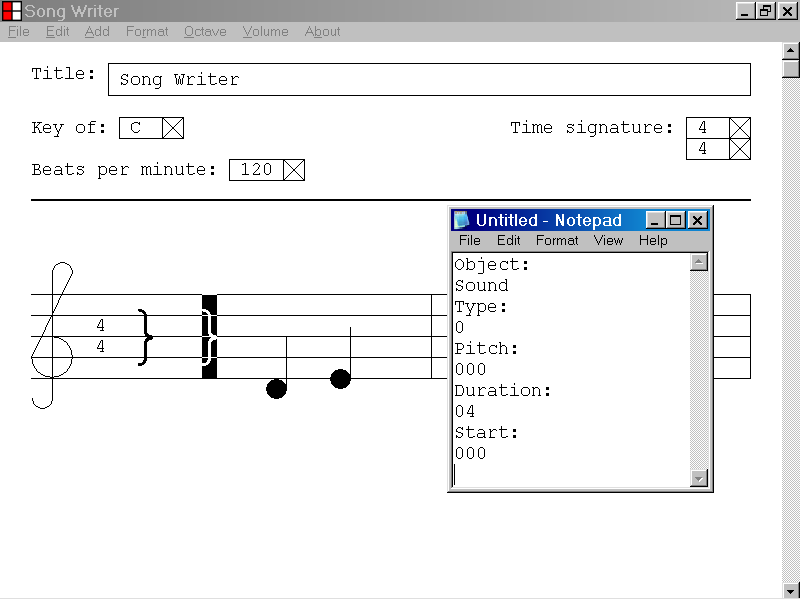 Song Writer
File Edit Add Format Octave Volume About
Title: Song Writer
Key of: C
Time signature: 4
4
Beats per minute: 120
4
4
Untitled - Notepad
File Edit Format View Help
Object:
Sound
Type:
0
Pitch:
000
Duration:
04
Start:
000